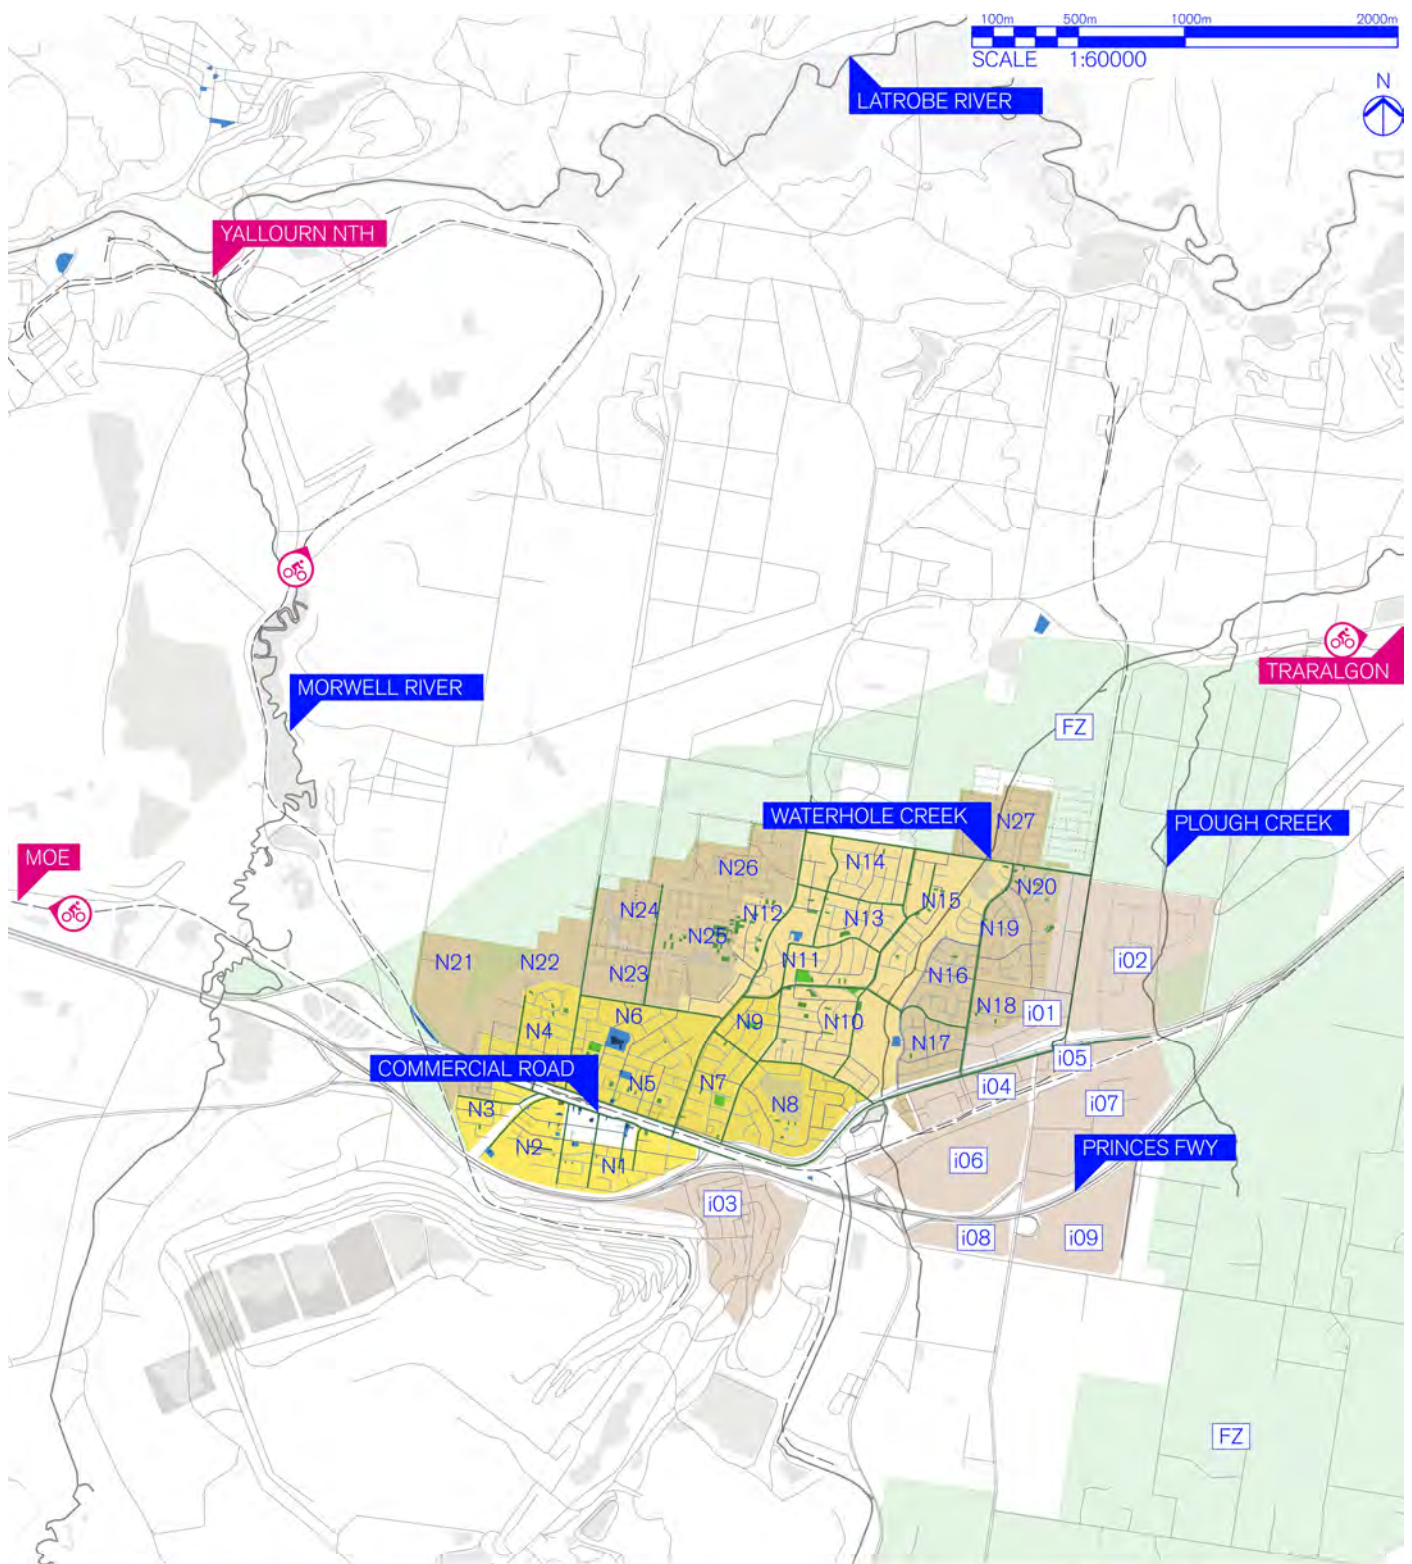 100m 500m 1000m 2000m
SCALE 1:60000
N
LATROBE RIVER
YALLOURN NTH
TRARALGON
MORWELL RIVER
FZ
WATERHOLE CREEK
N27
PLOUGH CREEK
MOE
N14
N26
N20
N15
N24
N12
N13
N19
N25
N21
N22
N11
i02
N23
N16
N18
i01
N6
N9
N10
N4
N17
i05
COMMERCIAL ROAD
N5
N7
i04
N8
i07
N3
N2
PRINCES FWY
i06
N1
i03
i08
i09
FZ